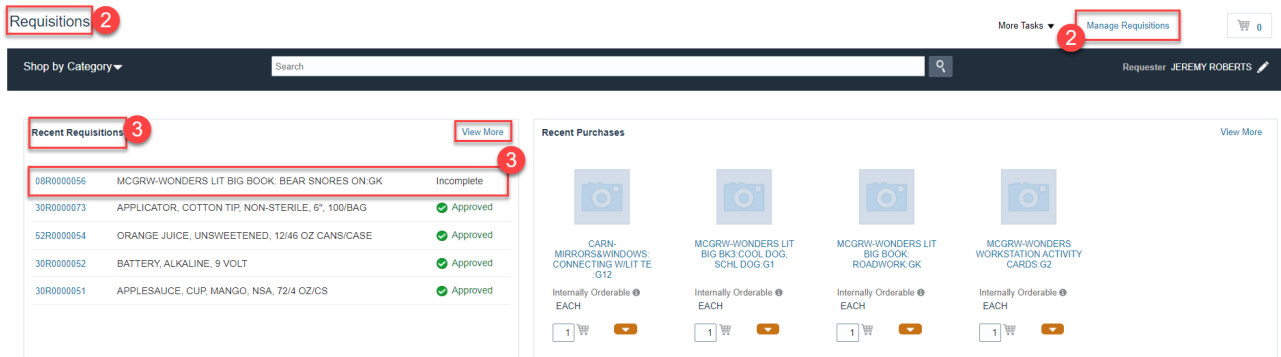 Requisitions 2
More Tasks Manage Requisitions 0
2
Shop by Category Search Requester JEREMY ROBERTS
Recent Requisitions 3 View More
3
08R0000056 MCGRW-WONDERS LIT BIG BOOK: BEAR SNORES ON:GK Incomplete
30R0000073 APPLICATOR, COTTON TIP, NON-STERILE, 6", 100/BAG Approved
52R0000054 ORANGE JUICE, UNSWEETENED, 12/46 OZ CANS/CASE Approved
30R0000052 BATTERY, ALKALINE, 9 VOLT Approved
30R0000051 APPLESAUCE, CUP, MANGO, NSA, 72/4 OZ/CS Approved
Recent Purchases View More
CARN-
MIRRORS&WINDOWS:
CONNECTING W/LIT TE
:G12
Internally Orderable
EACH
1
MCGRW-WONDERS LIT
BIG BK3:COOL DOG,
SCHL DOG:G1
Internally Orderable
EACH
1
MCGRW-WONDERS LIT
BIG BOOK:
ROADWORK:GK
Internally Orderable
EACH
1
MCGRW-WONDERS
WORKSTATION ACTIVITY
CARDS:G2
Internally Orderable
EACH
1